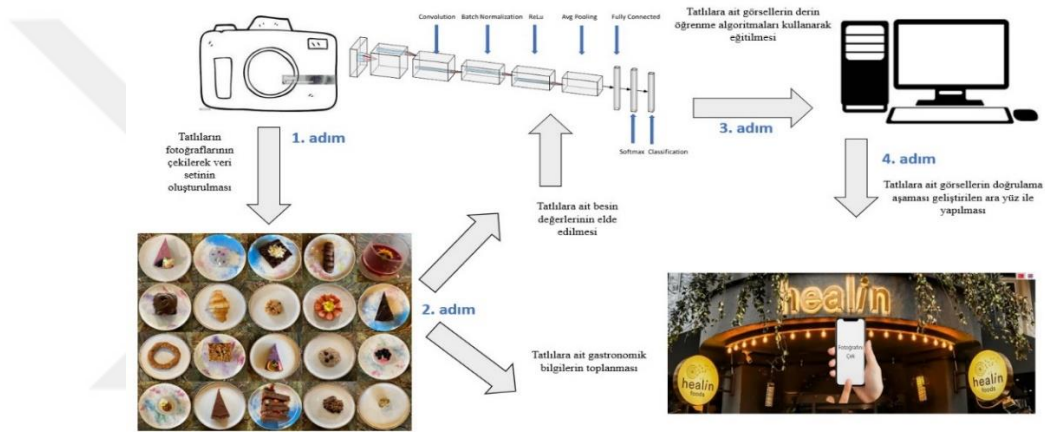 Convolution
Batch Normalization
ReLu
Avg Pooling
Fully Connected
Softmax
Classification
Tatlıların
fotoğraflarının
çekilerek veri
setinin
oluşturulması
1. adım
2. adım
Tatlılara ait besin
değerlerinin elde
edilmesi
Tatlılara ait gastronomik
bilgilerin toplanması
Tatlılara ait görsellerin derin
öğrenme algoritmaları kullanarak
eğitilmesi
3. adım
4. adım
Tatlılara ait görsellerin doğrulama
aşaması geliştirilen ara yüz ile
yapılması
healin
Fotoğrafını
Çek
healin
foods
healin
foods